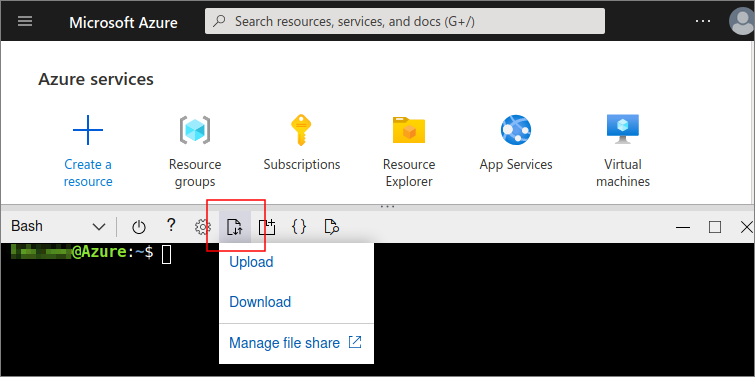 Microsoft Azure
Search resources, services, and docs (G+/)
...
Azure services
Create a resource
Resource groups
Subscriptions
Resource Explorer
App Services
Virtual machines
Bash
?
{ }
@Azure:~$
Upload
Download
Manage file share